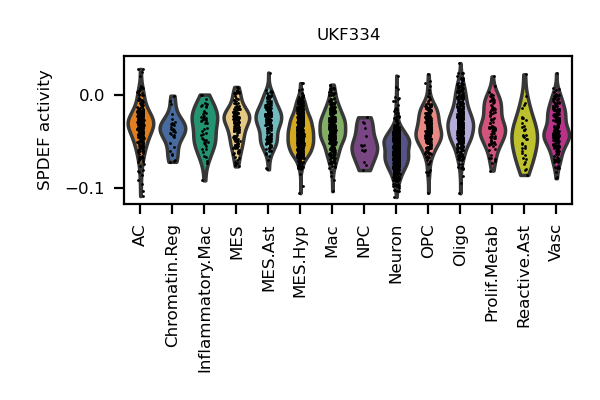 UKF334
SPDEF activity
0.0
−0.1
AC
Chromatin.Reg
Inflammatory.Mac
MES
MES.Ast
MES.Hyp
Mac
NPC
Neuron
OPC
Oligo
Prolif.Metab
Reactive.Ast
Vasc